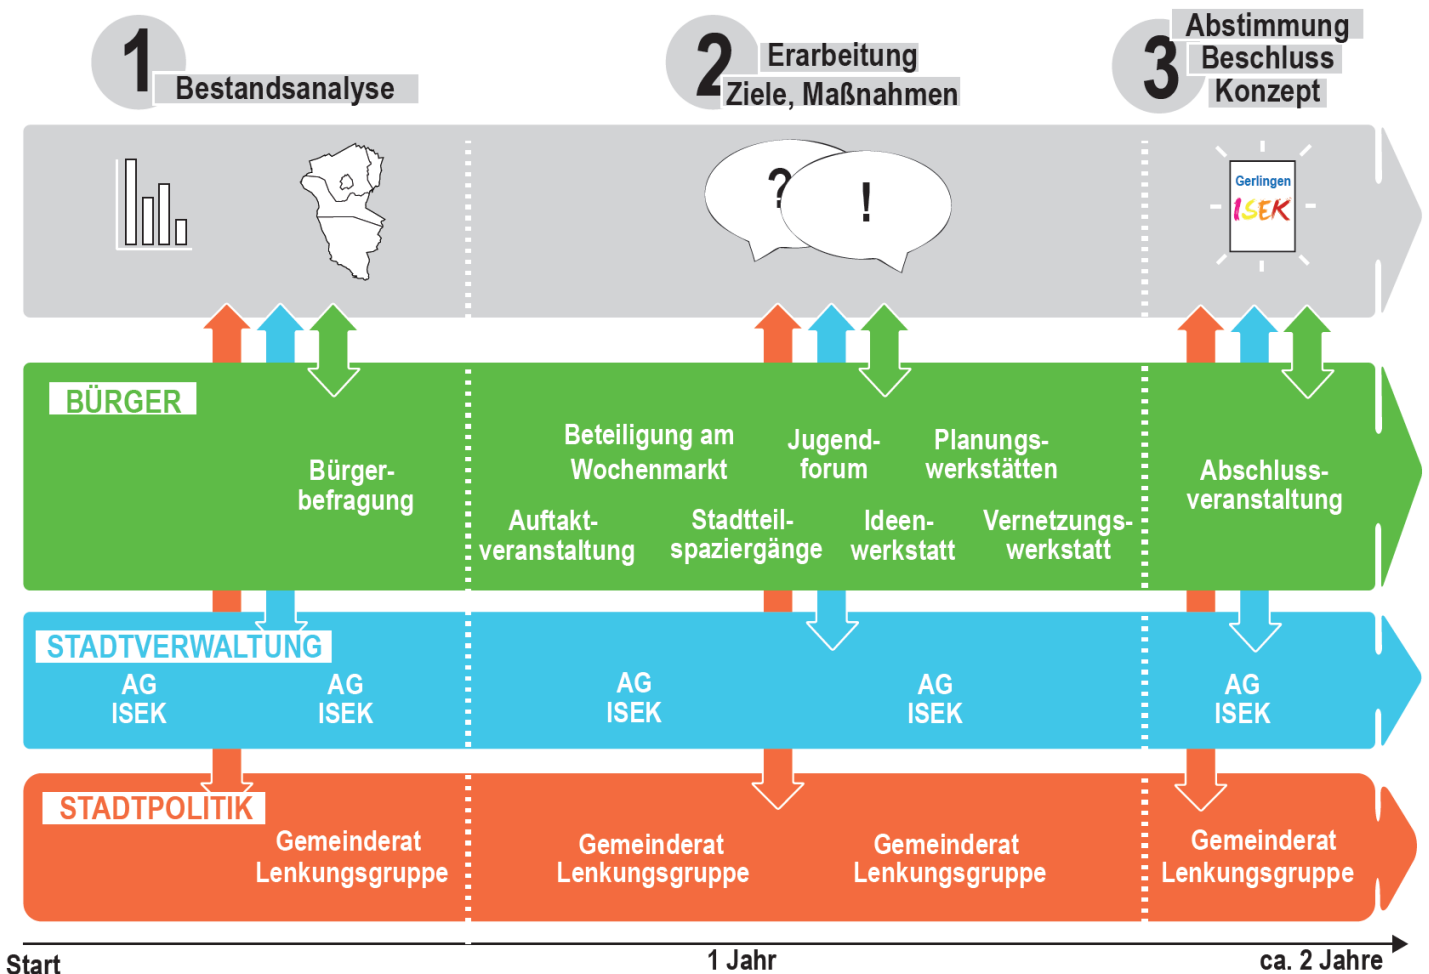 1
Bestandsanalyse
2
Erarbeitung
Ziele, Maßnahmen
3
Abstimmung
Beschluss
Konzept
?
!
Gerlingen
ISEK
BÜRGER
Bürger-
befragung
Beteiligung am
Wochenmarkt
Jugend-
forum
Planungs-
werkstätten
Auftakt-
veranstaltung
Stadtteil-
spaziergänge
Ideen-
werkstatt
Vernetzungs-
werkstatt
Abschluss-
veranstaltung
STADTVERWALTUNG
AG
ISEK
AG
ISEK
AG
ISEK
AG
ISEK
AG
ISEK
STADTPOLITIK
Gemeinderat
Lenkungsgruppe
Gemeinderat
Lenkungsgruppe
Gemeinderat
Lenkungsgruppe
Gemeinderat
Lenkungsgruppe
Start
1 Jahr
ca. 2 Jahre